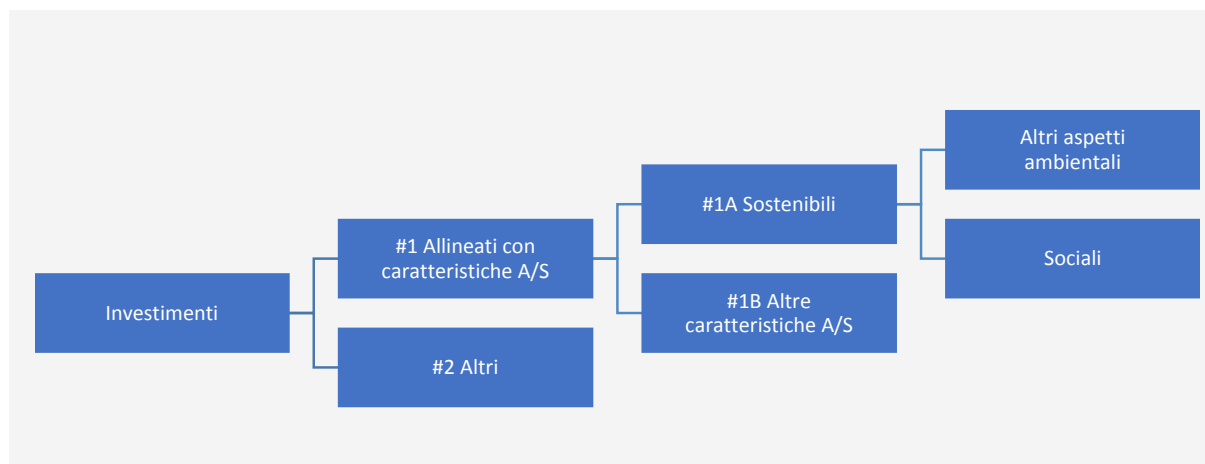 Investimenti
#1 Allineati con
caratteristiche A/S
#2 Altri
#1A Sostenibili
#1B Altre
caratteristiche A/S
Altri aspetti
ambientali
Sociali